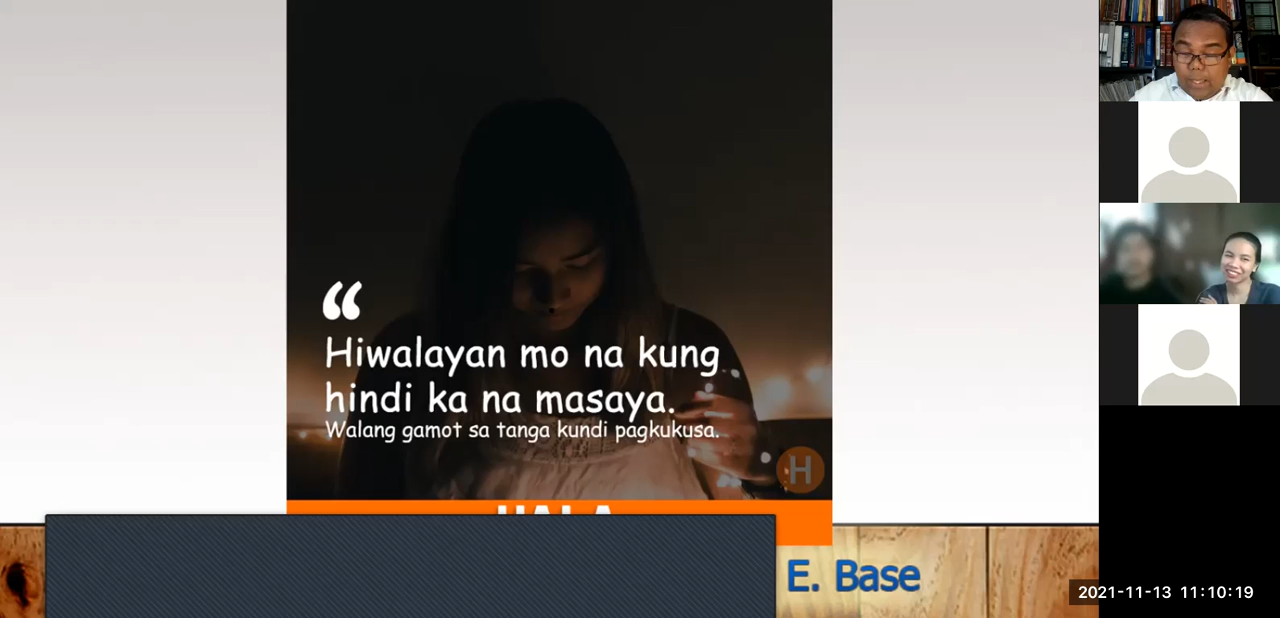 “
Hiwalayan mo na kung
hindi ka na masaya.
Walang gamot sa tanga kundi pagkukusa.
H
E. Base
2021-11-13 11:10:19